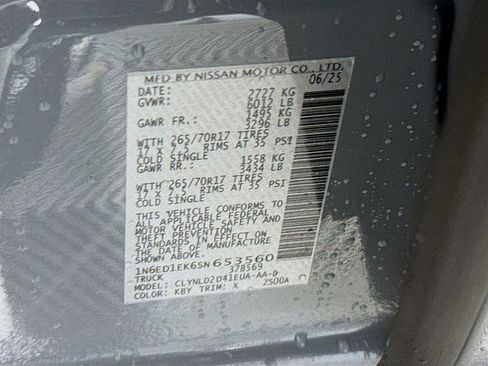 MFD BY NISSAN MOTOR CO., LTD.
DATE: 06/25
GVWR: 2727 KG
6012 LB
GAWR FR.: 1495 KG
3296 LB
WITH 265/70R17 TIRES
17 X 7.5 RIMS AT 35 PSI
COLD SINGLE
GAWR RR.: 1558 KG
3434 LB
WITH 265/70R17 TIRES
17 X 7.5 RIMS AT 35 PSI
COLD SINGLE
THIS VEHICLE CONFORMS TO
ALL APPLICABLE FEDERAL
MOTOR VEHICLE SAFETY AND
THEFT PREVENTION
STANDARDS IN EFFECT ON
THE DATE OF MANUFACTURE
SHOWN ABOVE.
1N6ED1EK6SN653560
TRUCK 378569
MODEL: CLYNLD2D41EUA-AA-D
COLOR: KBY TRIM: X Z500A